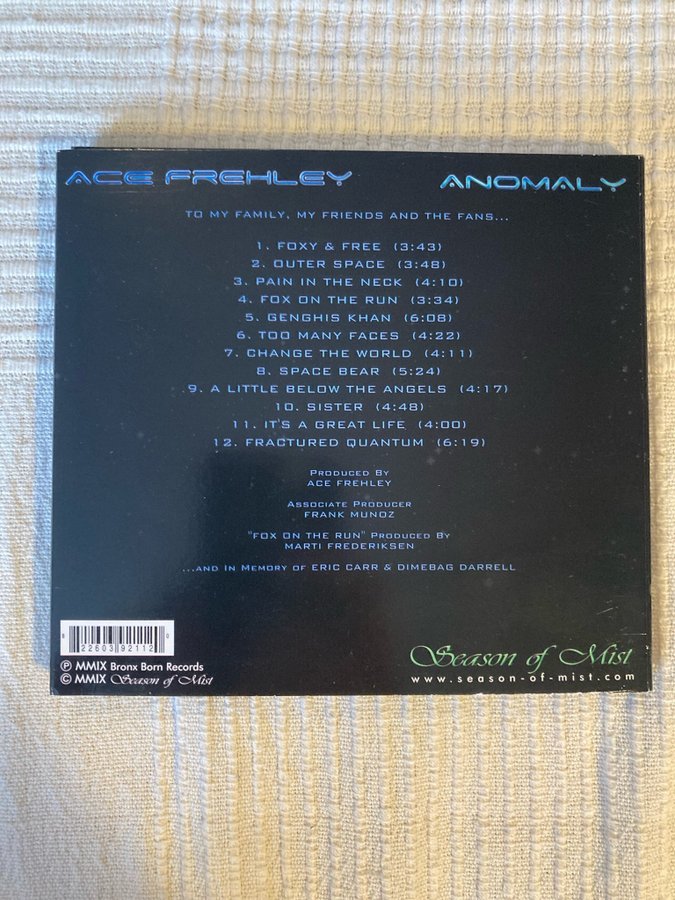 ACE FREHLEY ANOMALY
TO MY FAMILY, MY FRIENDS AND THE FANS...
1. FOXY & FREE (3:43)
2. OUTER SPACE (3:48)
3. PAIN IN THE NECK (4:10)
4. FOX ON THE RUN (3:34)
5. GENGHIS KHAN (6:08)
6. TOO MANY FACES (4:22)
7. CHANGE THE WORLD (4:11)
8. SPACE BEAR (5:24)
9. A LITTLE BELOW THE ANGELS (4:17)
10. SISTER (4:48)
11. IT'S A GREAT LIFE (4:00)
12. FRACTURED QUANTUM (6:19)
PRODUCED BY
ACE FREHLEY
ASSOCIATE PRODUCER
FRANK MUNOZ
"FOX ON THE RUN" PRODUCED BY
MARTI FREDERIKSEN
...AND IN MEMORY OF ERIC CARR & DIMEBAG DARRELL
8 22603 92112 0
℗ MMIX Bronx Born Records
© MMIX Season of Mist
Season of Mist
www.season-of-mist.com